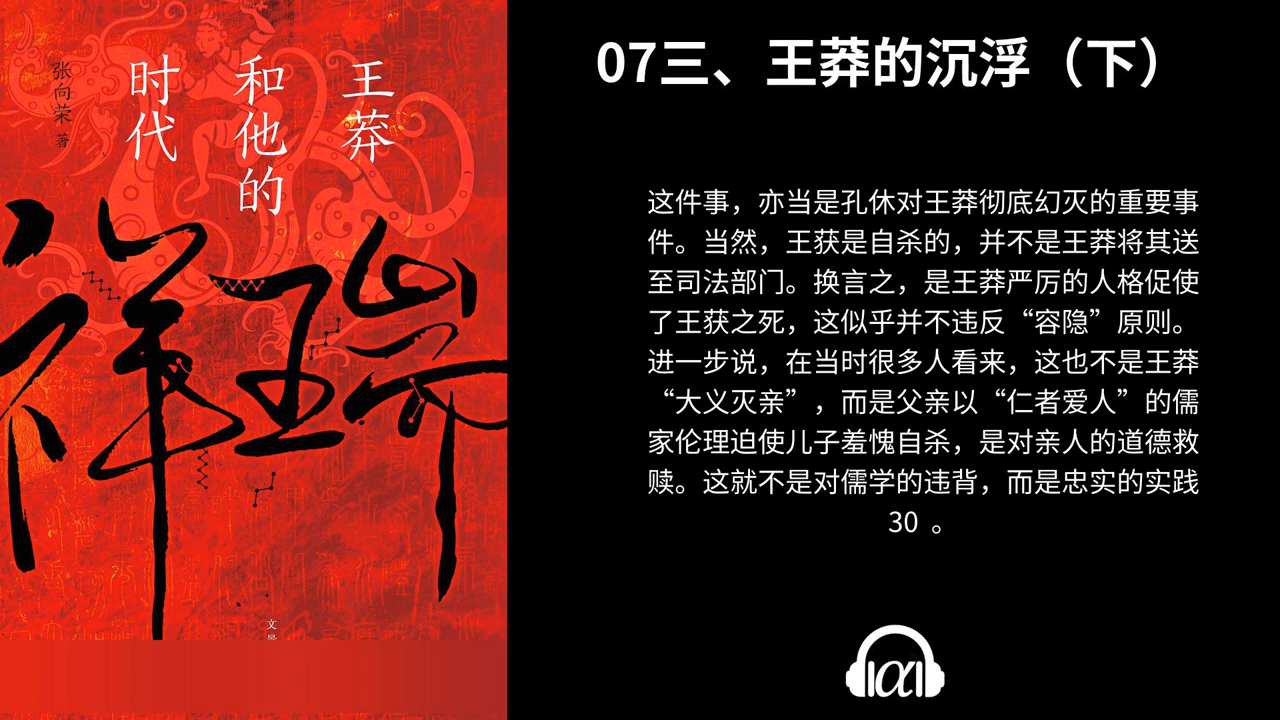 王莽
和他的
时代
张向荣 著
祥瑞
文景
07三、王莽的沉浮（下）
这件事，亦当是孔休对王莽彻底幻灭的重要事
件。当然，王获是自杀的，并不是王莽将其送
至司法部门。换言之，是王莽严厉的人格促使
了王获之死，这似乎并不违反“容隐”原则。
进一步说，在当时很多人看来，这也不是王莽
“大义灭亲”，而是父亲以“仁者爱人”的儒
家伦理迫使儿子羞愧自杀，是对亲人的道德救
赎。这就不是对儒学的违背，而是忠实的实践
30 。